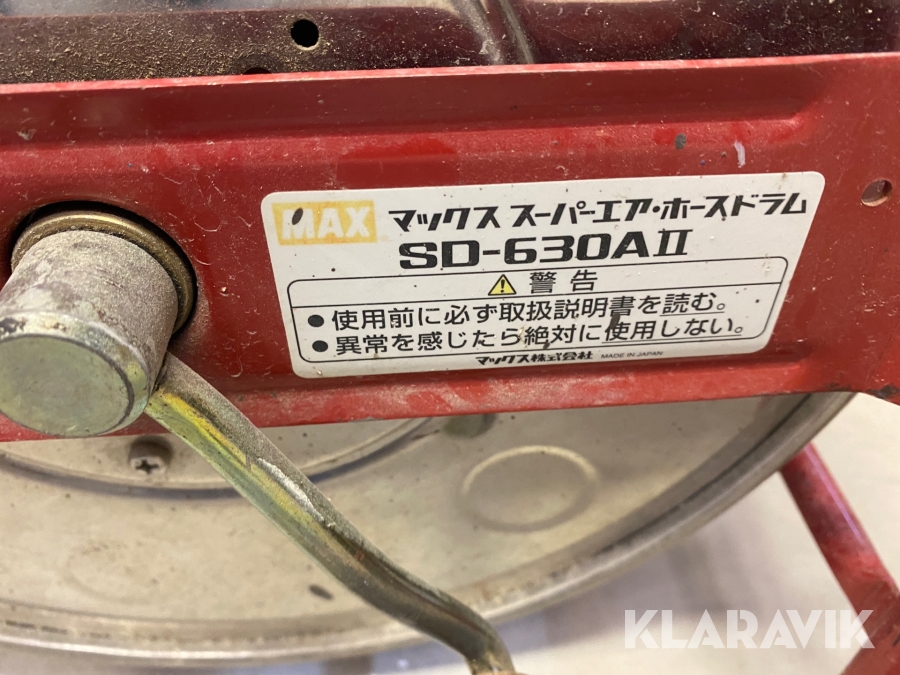 MAX マックス スーパーエア・ホースドラム
SD-630AⅡ
警告
●使用前に必ず取扱説明書を読む。
●異常を感じたら絶対に使用しない。
マックス株式会社 MADE IN JAPAN
KLARAVIK